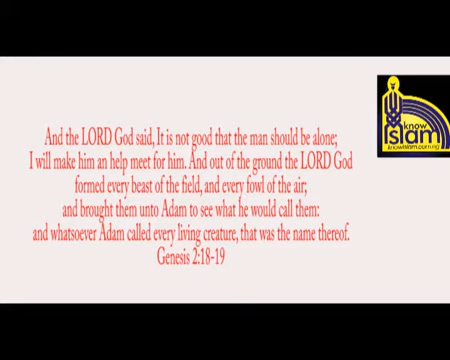 And the LORD God said, It is not good that the man should be alone;
I will make him an help meet for him. And out of the ground the LORD God
formed every beast of the field, and every fowl of the air;
and brought them unto Adam to see what he would call them:
and whatsoever Adam called every living creature, that was the name thereof.
Genesis 2:18-19
know
islam
knowislam.com.ng